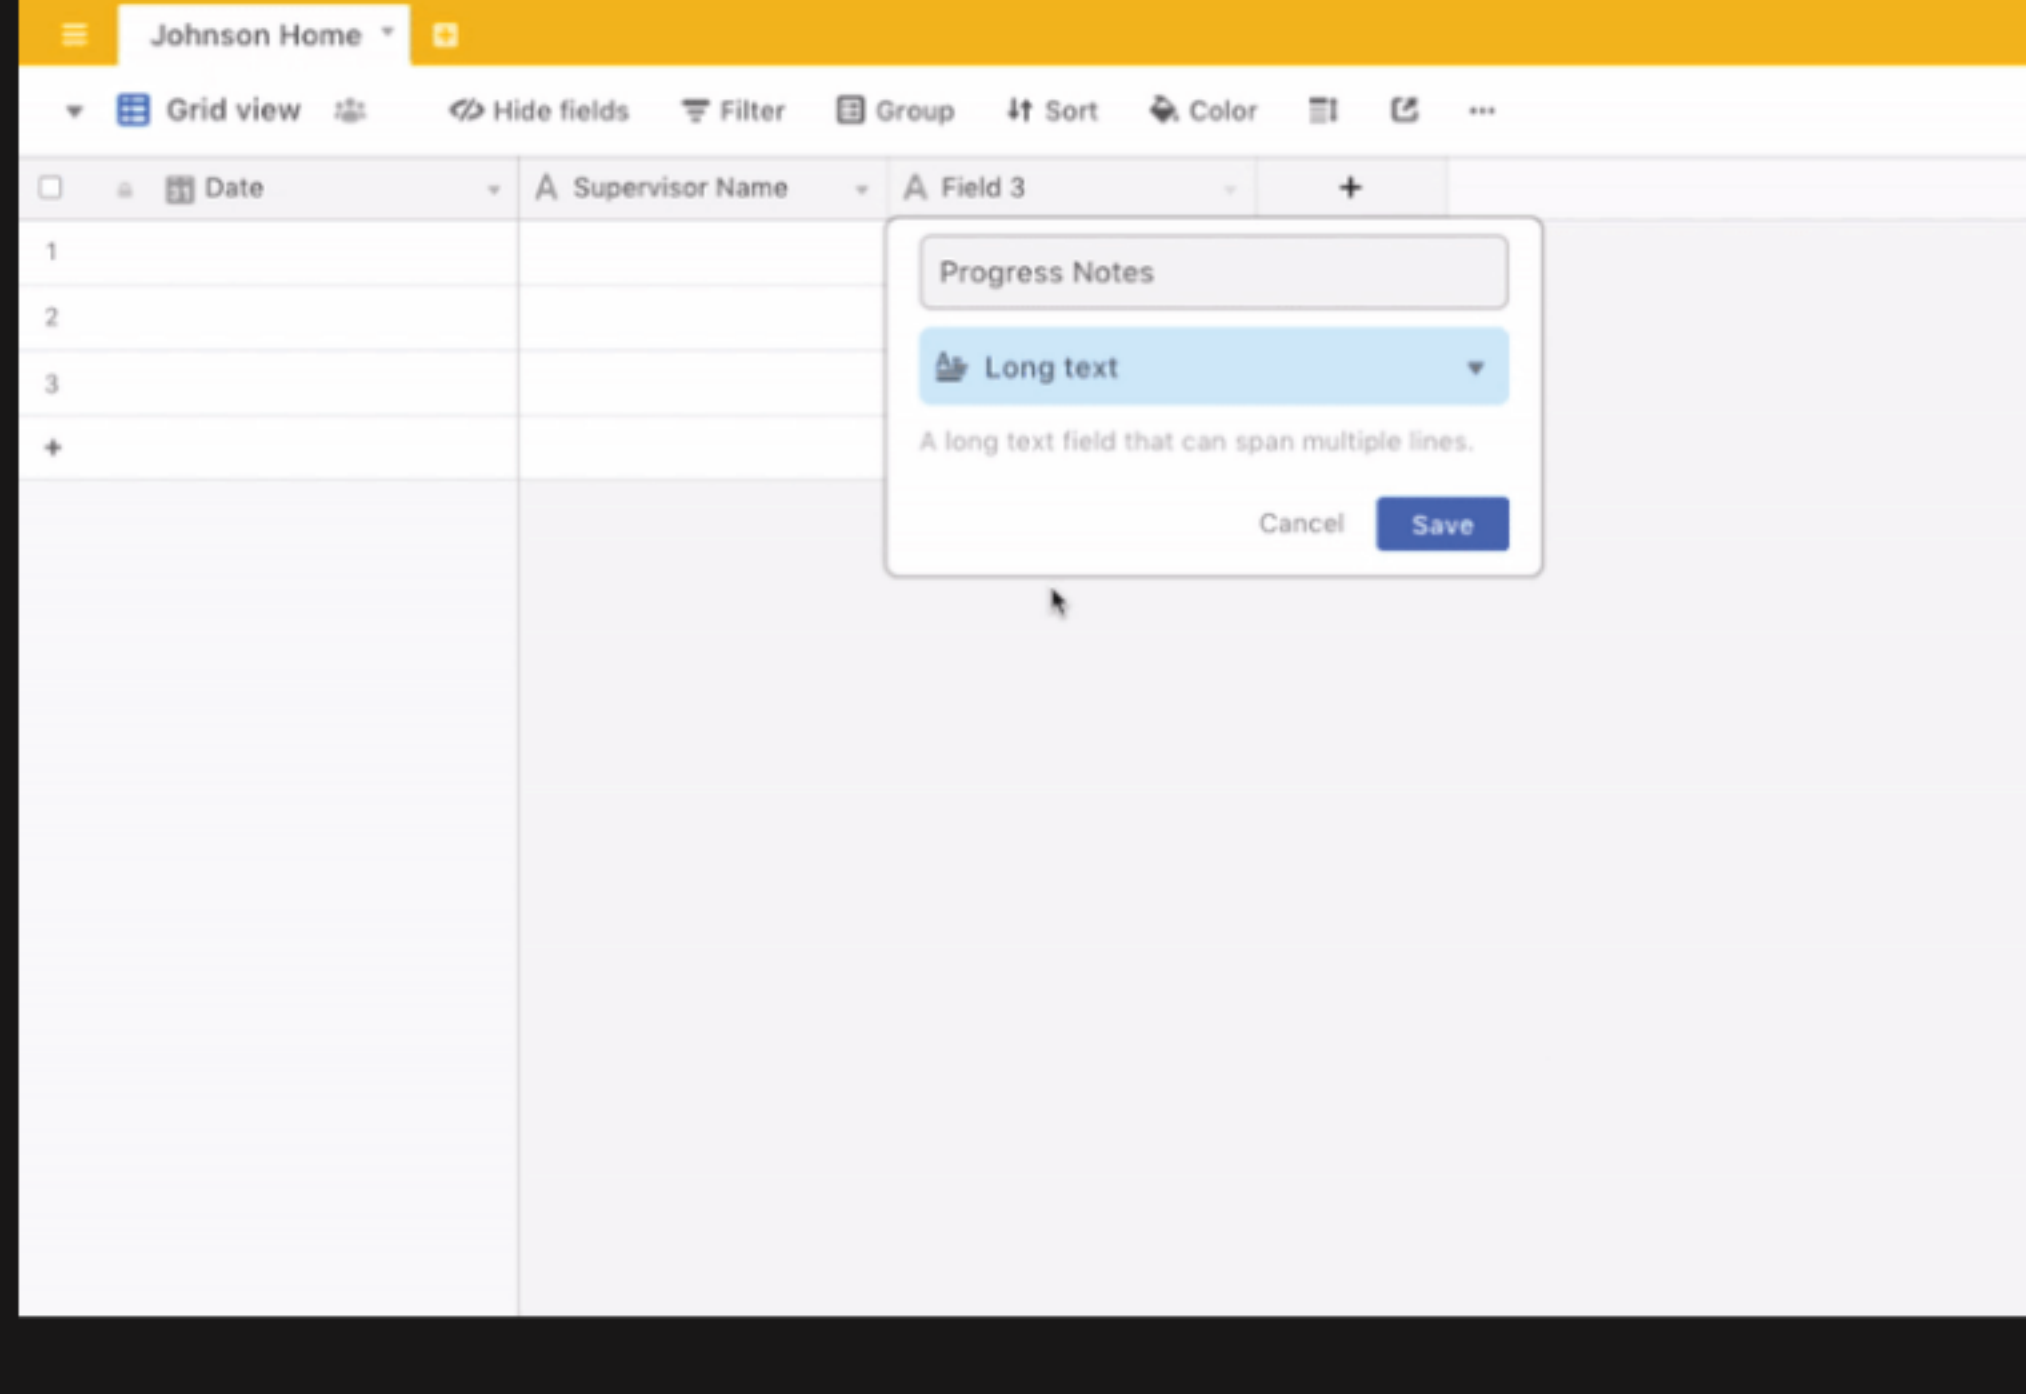 Johnson Home
Grid view Hide fields Filter Group Sort Color
Date Supervisor Name Field 3
1
Progress Notes
2
Long text
3
A long text field that can span multiple lines.
Cancel Save